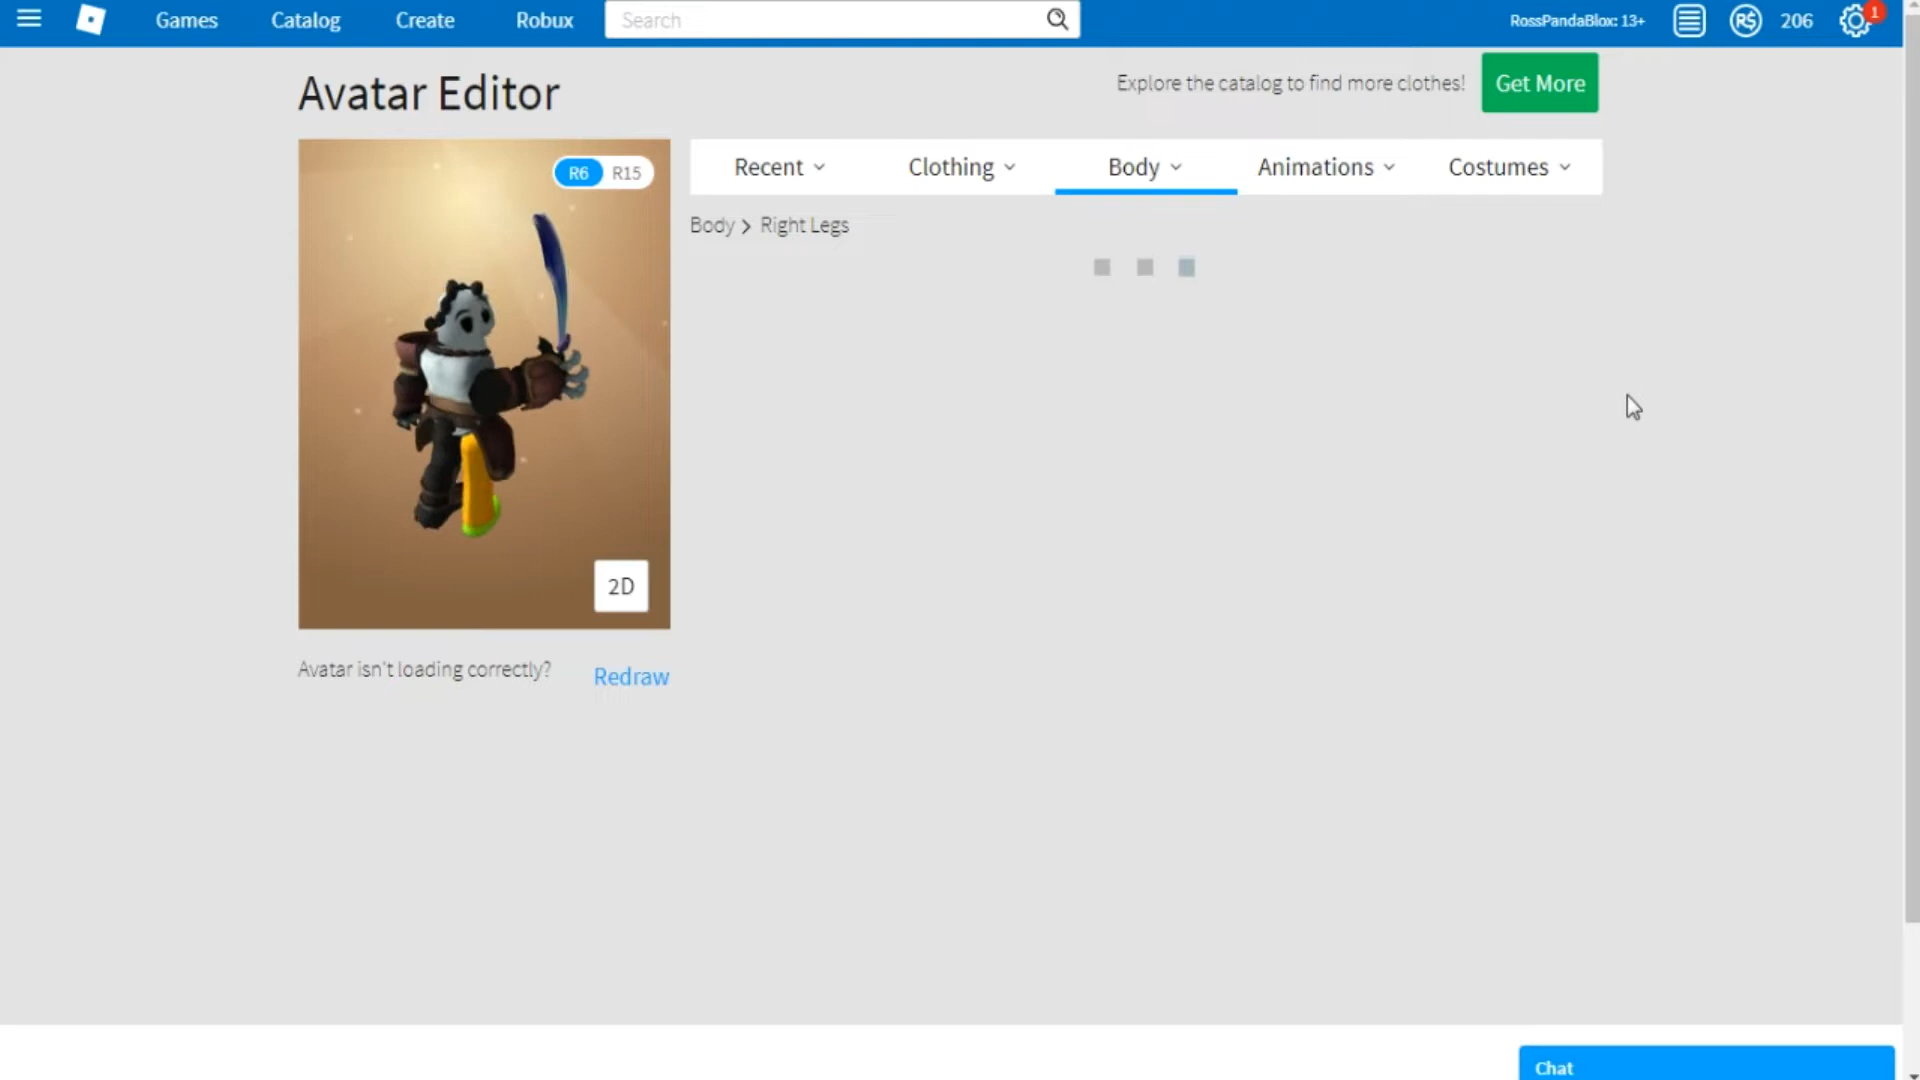 Games Catalog Create Robux Search RossPandaBlox: 13+ R$ 206 1
Avatar Editor
Explore the catalog to find more clothes! Get More
R6 R15
Recent Clothing Body Animations Costumes
Body > Right Legs
2D
Avatar isn't loading correctly? Redraw
Chat